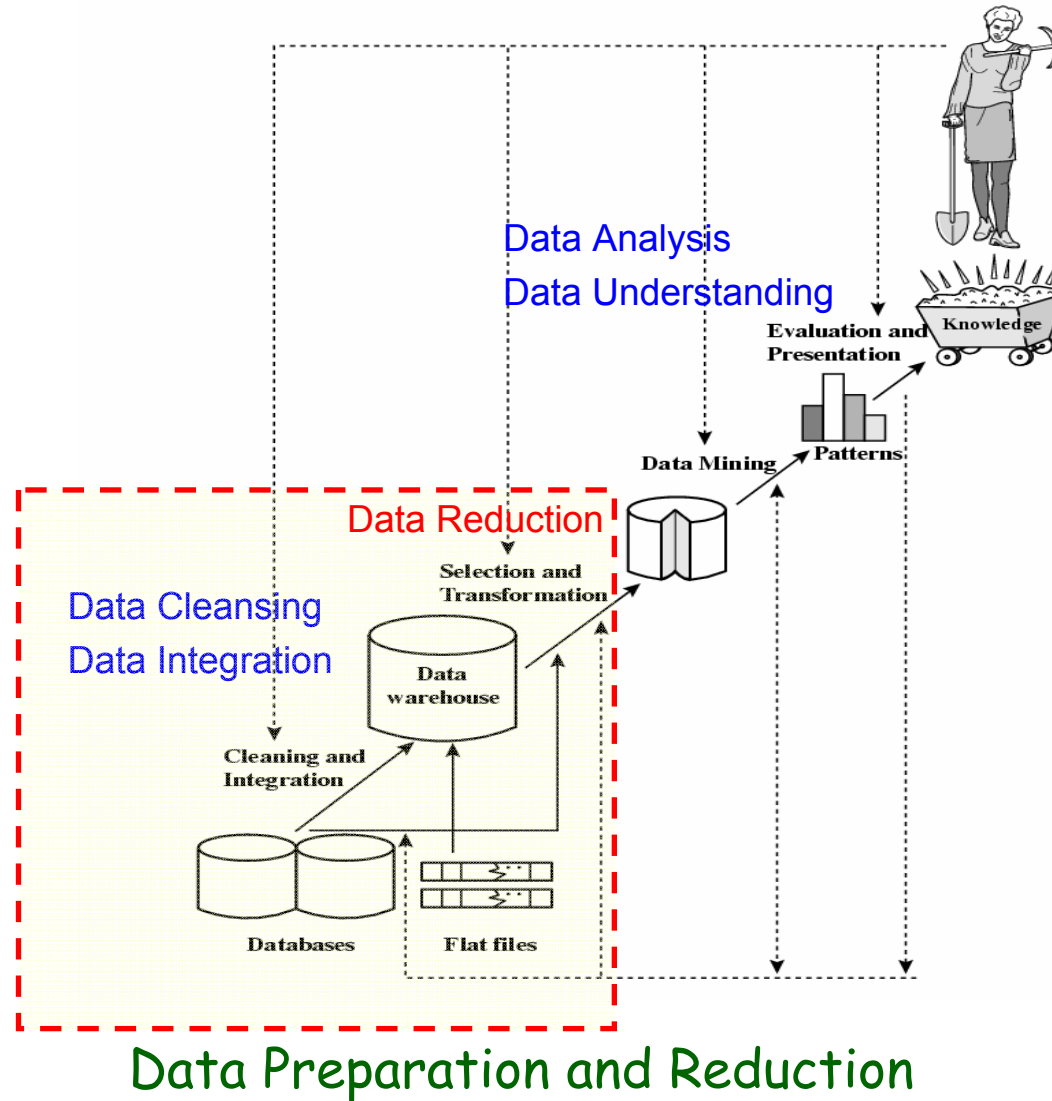 Data Analysis
Data Understanding
Evaluation and
Presentation
Knowledge
Data Mining
Patterns
Data Reduction
Selection and
Transformation
Data Cleansing
Data Integration
Data
warehouse
Cleaning and
Integration
Databases
Flat files
Data Preparation and Reduction